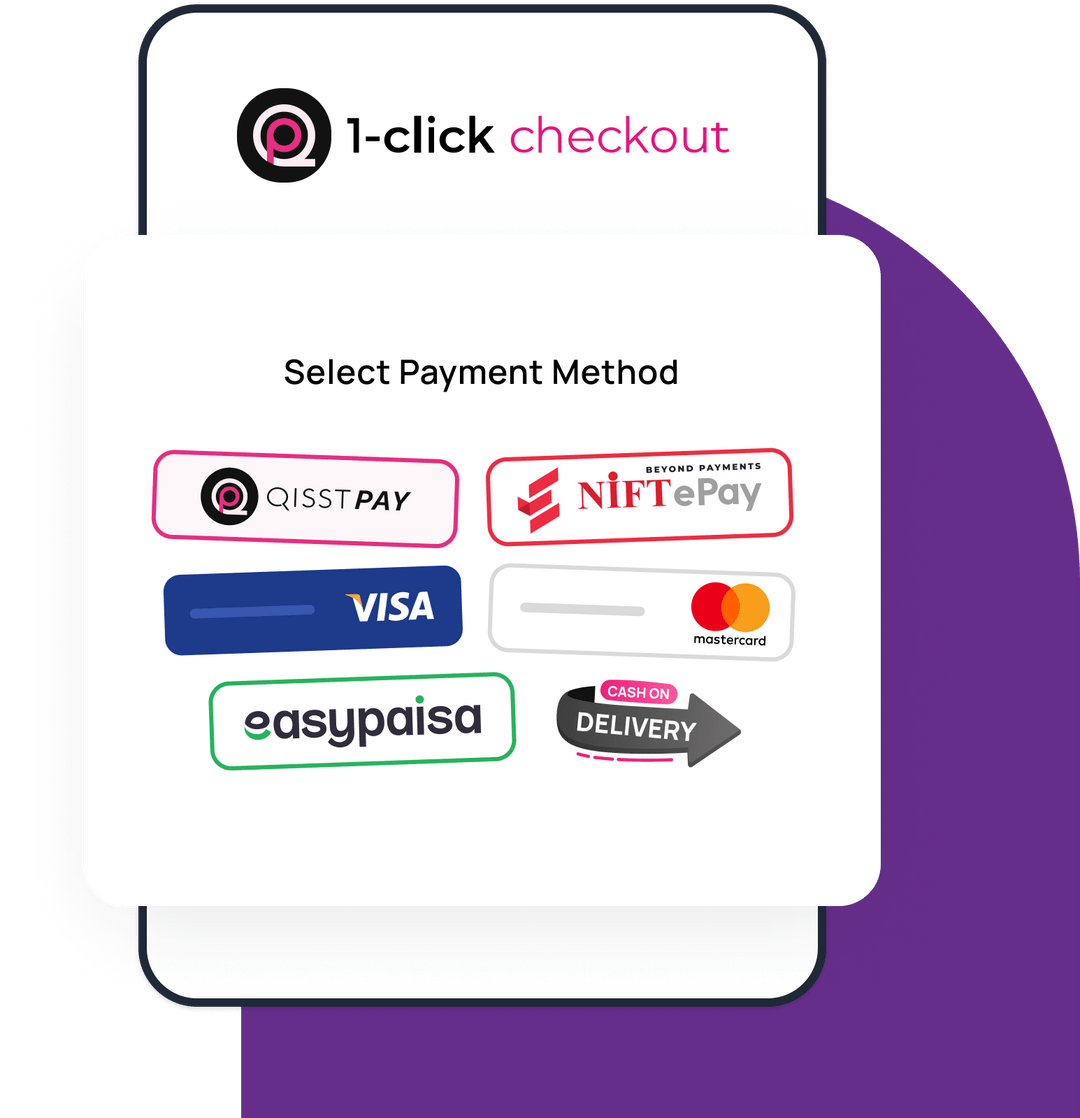 1-click checkout
Select Payment Method
QISSTPAY
BEYOND PAYMENTS
NiFTePay
VISA
mastercard
easypaisa
CASH ON
DELIVERY